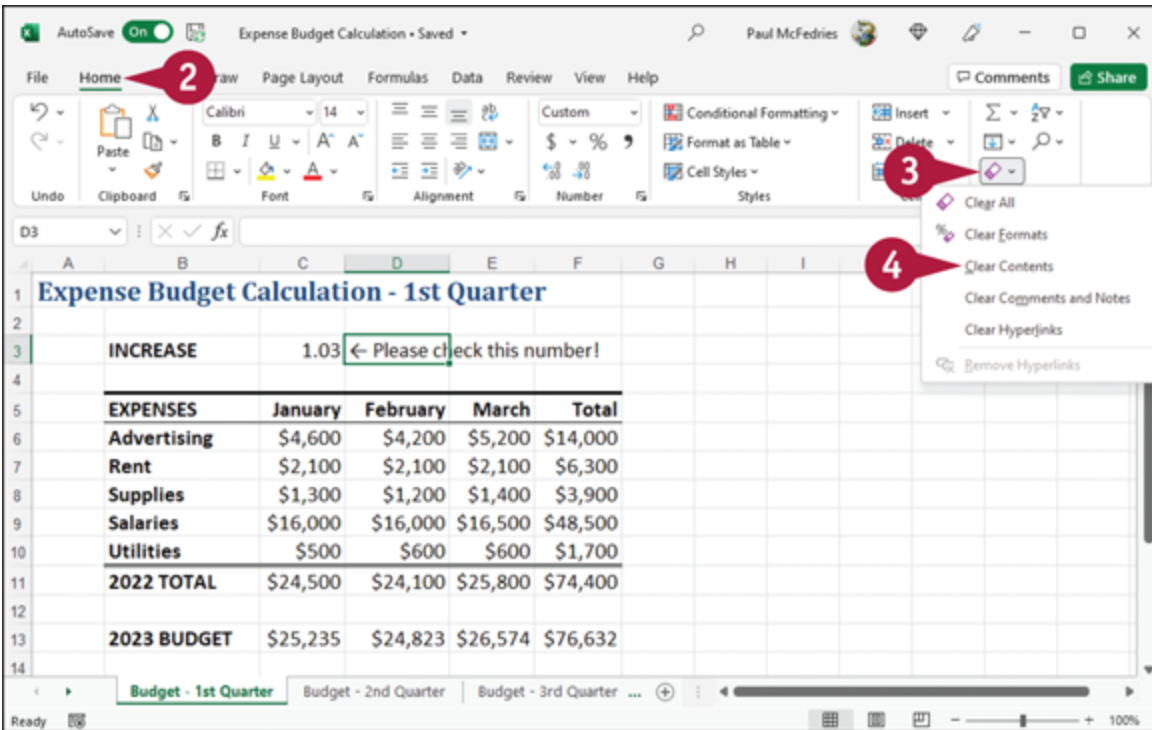 AutoSave On Expense Budget Calculation • Saved Paul McFedries
File Home 2 raw Page Layout Formulas Data Review View Help Comments Share
Calibri 14 Custom Conditional Formatting Insert
Paste B I U A A $ % Format as Table Delete
A Cell Styles 3
Undo Clipboard Font Alignment Number Styles
Clear All
D3 fx
Clear Formats
4 Clear Contents
Clear Comments and Notes
Clear Hyperlinks
Remove Hyperlinks
A B C D E F G H I
1 Expense Budget Calculation - 1st Quarter
2
3 INCREASE 1.03 ← Please check this number!
4
5 EXPENSES January February March Total
6 Advertising $4,600 $4,200 $5,200 $14,000
7 Rent $2,100 $2,100 $2,100 $6,300
8 Supplies $1,300 $1,200 $1,400 $3,900
9 Salaries $16,000 $16,000 $16,500 $48,500
10 Utilities $500 $600 $600 $1,700
11 2022 TOTAL $24,500 $24,100 $25,800 $74,400
12
13 2023 BUDGET $25,235 $24,823 $26,574 $76,632
14
Budget - 1st Quarter Budget - 2nd Quarter Budget - 3rd Quarter ...
Ready 100%